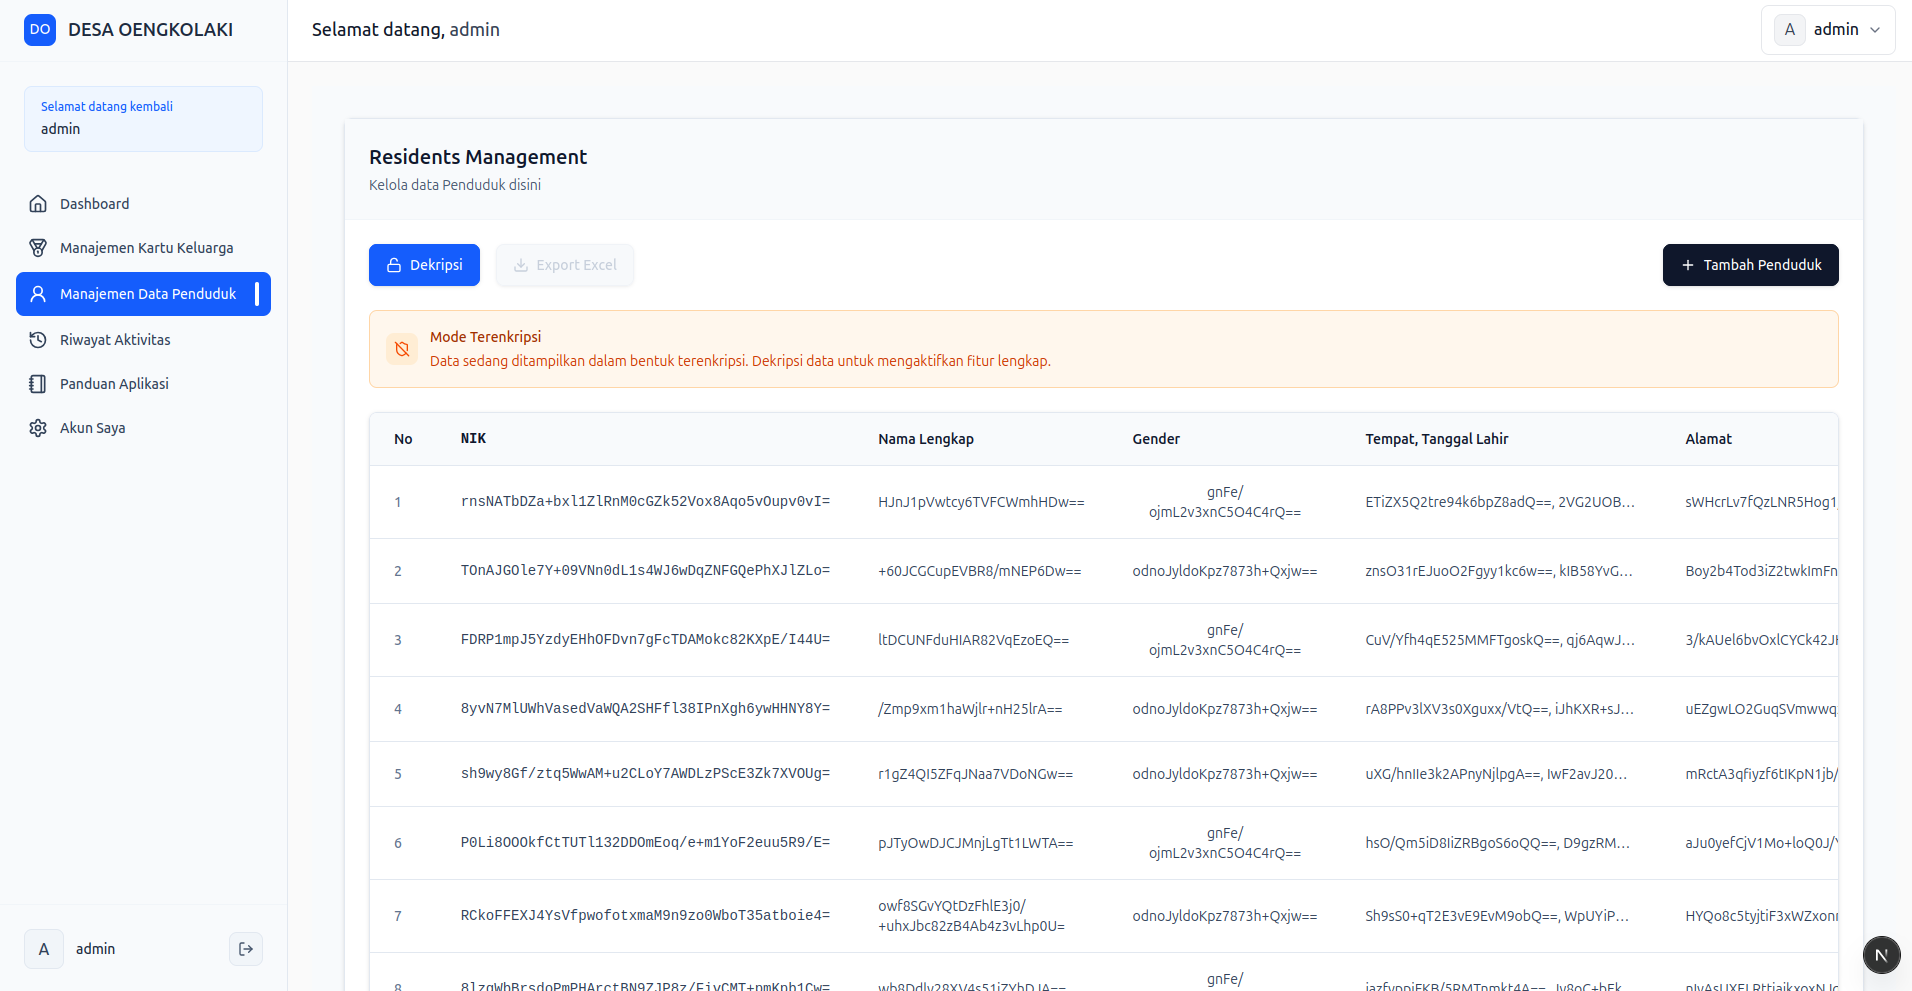 DO DESA OENGKOLAKI
Selamat datang, admin
A admin
Selamat datang kembali
admin
Dashboard
Manajemen Kartu Keluarga
Manajemen Data Penduduk
Riwayat Aktivitas
Panduan Aplikasi
Akun Saya
A admin
Residents Management
Kelola data Penduduk disini
Dekripsi
Export Excel
+ Tambah Penduduk
Mode Terenkripsi
Data sedang ditampilkan dalam bentuk terenkripsi. Dekripsi data untuk mengaktifkan fitur lengkap.
No NIK Nama Lengkap Gender Tempat, Tanggal Lahir Alamat
1 rnsNATbDZa+bxl1ZlRnM0cGZk52Vox8Aqo5vOupv0vI= HJnJ1pVwtcy6TVFCWmhHDw== gnFe/
ojmL2v3xnC5O4C4rQ== ETiZX5Q2tre94k6bpZ8adQ==, 2VG2UOB... sWHcrLv7fQzLNR5Hog1
2 TOnAJGOle7Y+09VNn0dL1s4WJ6wDqZNFGQePhXJlZLo= +60JCGCupEVBR8/mNEP6Dw== odnoJyldoKpz7873h+Qxjw== znsO31rEJuoO2Fgyy1kc6w==, kIB58YvG... Boy2b4Tod3iZ2twkImFn
3 FDRP1mpJ5YzdyEHhOFDvn7gFcTDAMokc82KXpE/I44U= ltDCUNFduHIAR82VqEzoEQ== gnFe/
ojmL2v3xnC5O4C4rQ== CuV/Yfh4qE525MMFTgoskQ==, qj6AqwJ... 3/kAUel6bvOxlCYCk42J
4 8yvN7MlUWhVasedVaWQA2SHFfl38IPnXgh6ywHHNY8Y= /Zmp9xm1haWjlr+nH25lrA== odnoJyldoKpz7873h+Qxjw== rA8PPv3lXV3s0Xguxx/VtQ==, iJhKXR+sJ... uEZgwLO2GuqSVmwwq
5 sh9wy8Gf/ztq5WwAM+u2CLoY7AWDLzPScE3Zk7XVOUg= r1gZ4QI5ZFqJNaa7VDoNGw== odnoJyldoKpz7873h+Qxjw== uXG/hnIIe3k2APnyNjlpgA==, IwF2avJ20... mRctA3qfiyzf6tIKpN1jb/
6 P0Li8OOOkfCtTUTl132DDOmEoq/e+m1YoF2euu5R9/E= pJTyOwDJCJMnjLgTt1LWTA== gnFe/
ojmL2v3xnC5O4C4rQ== hsO/Qm5iD8IiZRBgoS6oQQ==, D9gzRM... aJu0yefCjV1Mo+loQ0J/
7 RCkoFFEXJ4YsVfpwofotxmaM9n9zo0WboT35atboie4= owf8SGvYQtDzFhlE3j0/
+uhxJbc82zB4Ab4z3vLhp0U= odnoJyldoKpz7873h+Qxjw== Sh9sS0+qT2E3vE9EvM9obQ==, WpUYiP... HYQo8c5tyjtiF3xWZxon
8 gnFe/
N